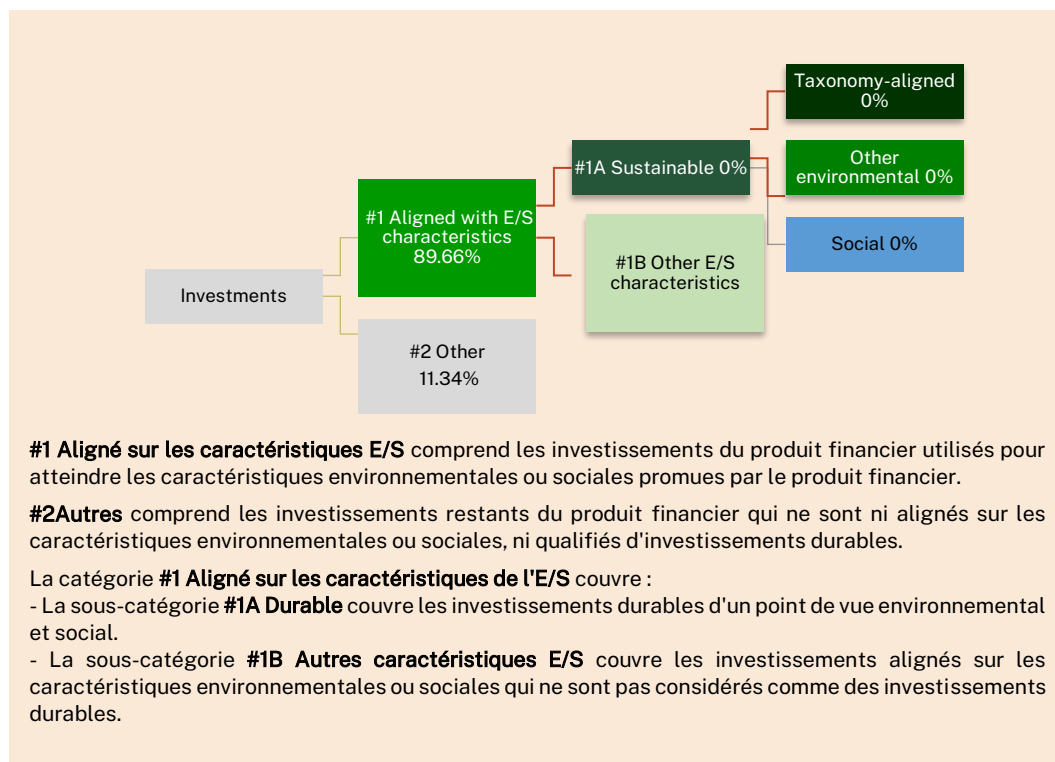 Taxonomy-aligned
0%
#1A Sustainable 0%
Other
environmental 0%
#1 Aligned with E/S
characteristics
89.66%
Social 0%
#1B Other E/S
characteristics
Investments
#2 Other
11.34%
#1 Aligné sur les caractéristiques E/S comprend les investissements du produit financier utilisés pour
atteindre les caractéristiques environnementales ou sociales promues par le produit financier.
#2Autres comprend les investissements restants du produit financier qui ne sont ni alignés sur les
caractéristiques environnementales ou sociales, ni qualifiés d'investissements durables.
La catégorie #1 Aligné sur les caractéristiques de l'E/S couvre :
- La sous-catégorie #1A Durable couvre les investissements durables d'un point de vue environnemental
et social.
- La sous-catégorie #1B Autres caractéristiques E/S couvre les investissements alignés sur les
caractéristiques environnementales ou sociales qui ne sont pas considérés comme des investissements
durables.